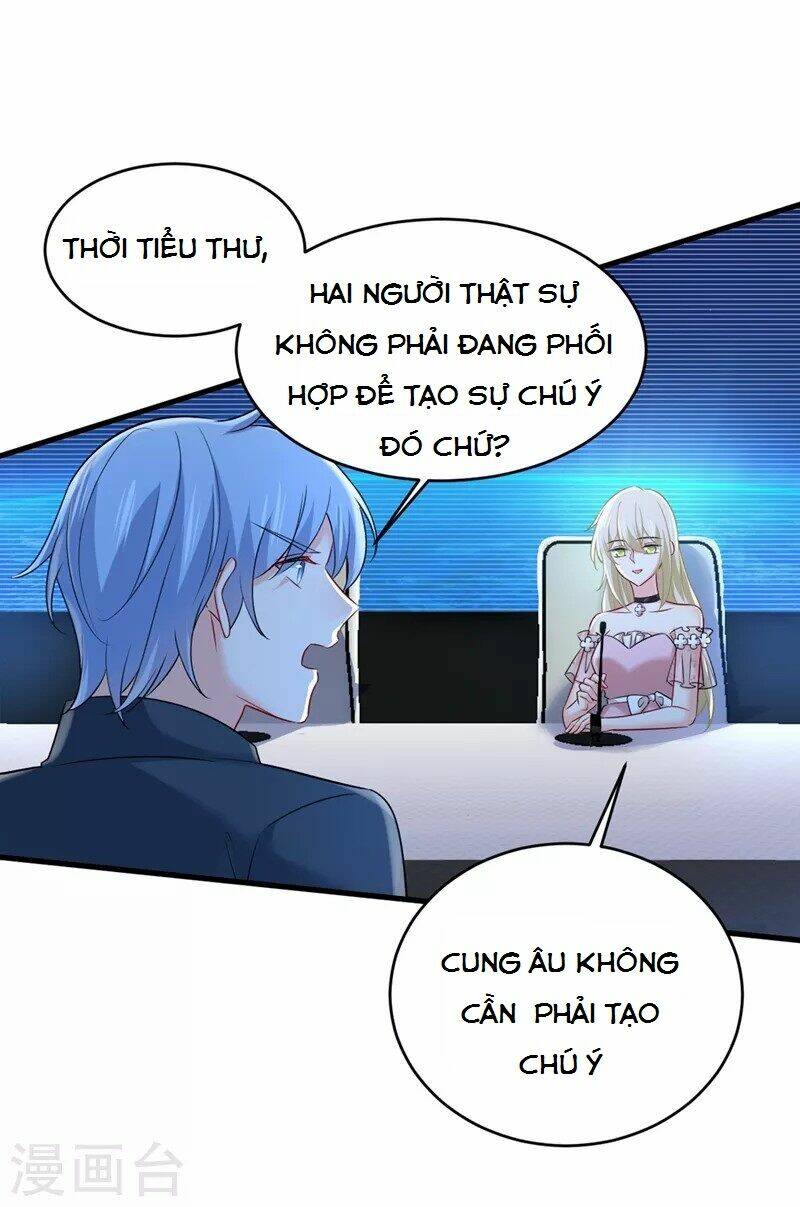 THỜI TIỂU THƯ,
HAI NGƯỜI THẬT SỰ
KHÔNG PHẢI ĐANG PHỐI
HỢP ĐỂ TẠO SỰ CHÚ Ý
ĐÓ CHỨ?
CUNG ÂU KHÔNG
CẦN PHẢI TẠO
CHÚ Ý
漫画台